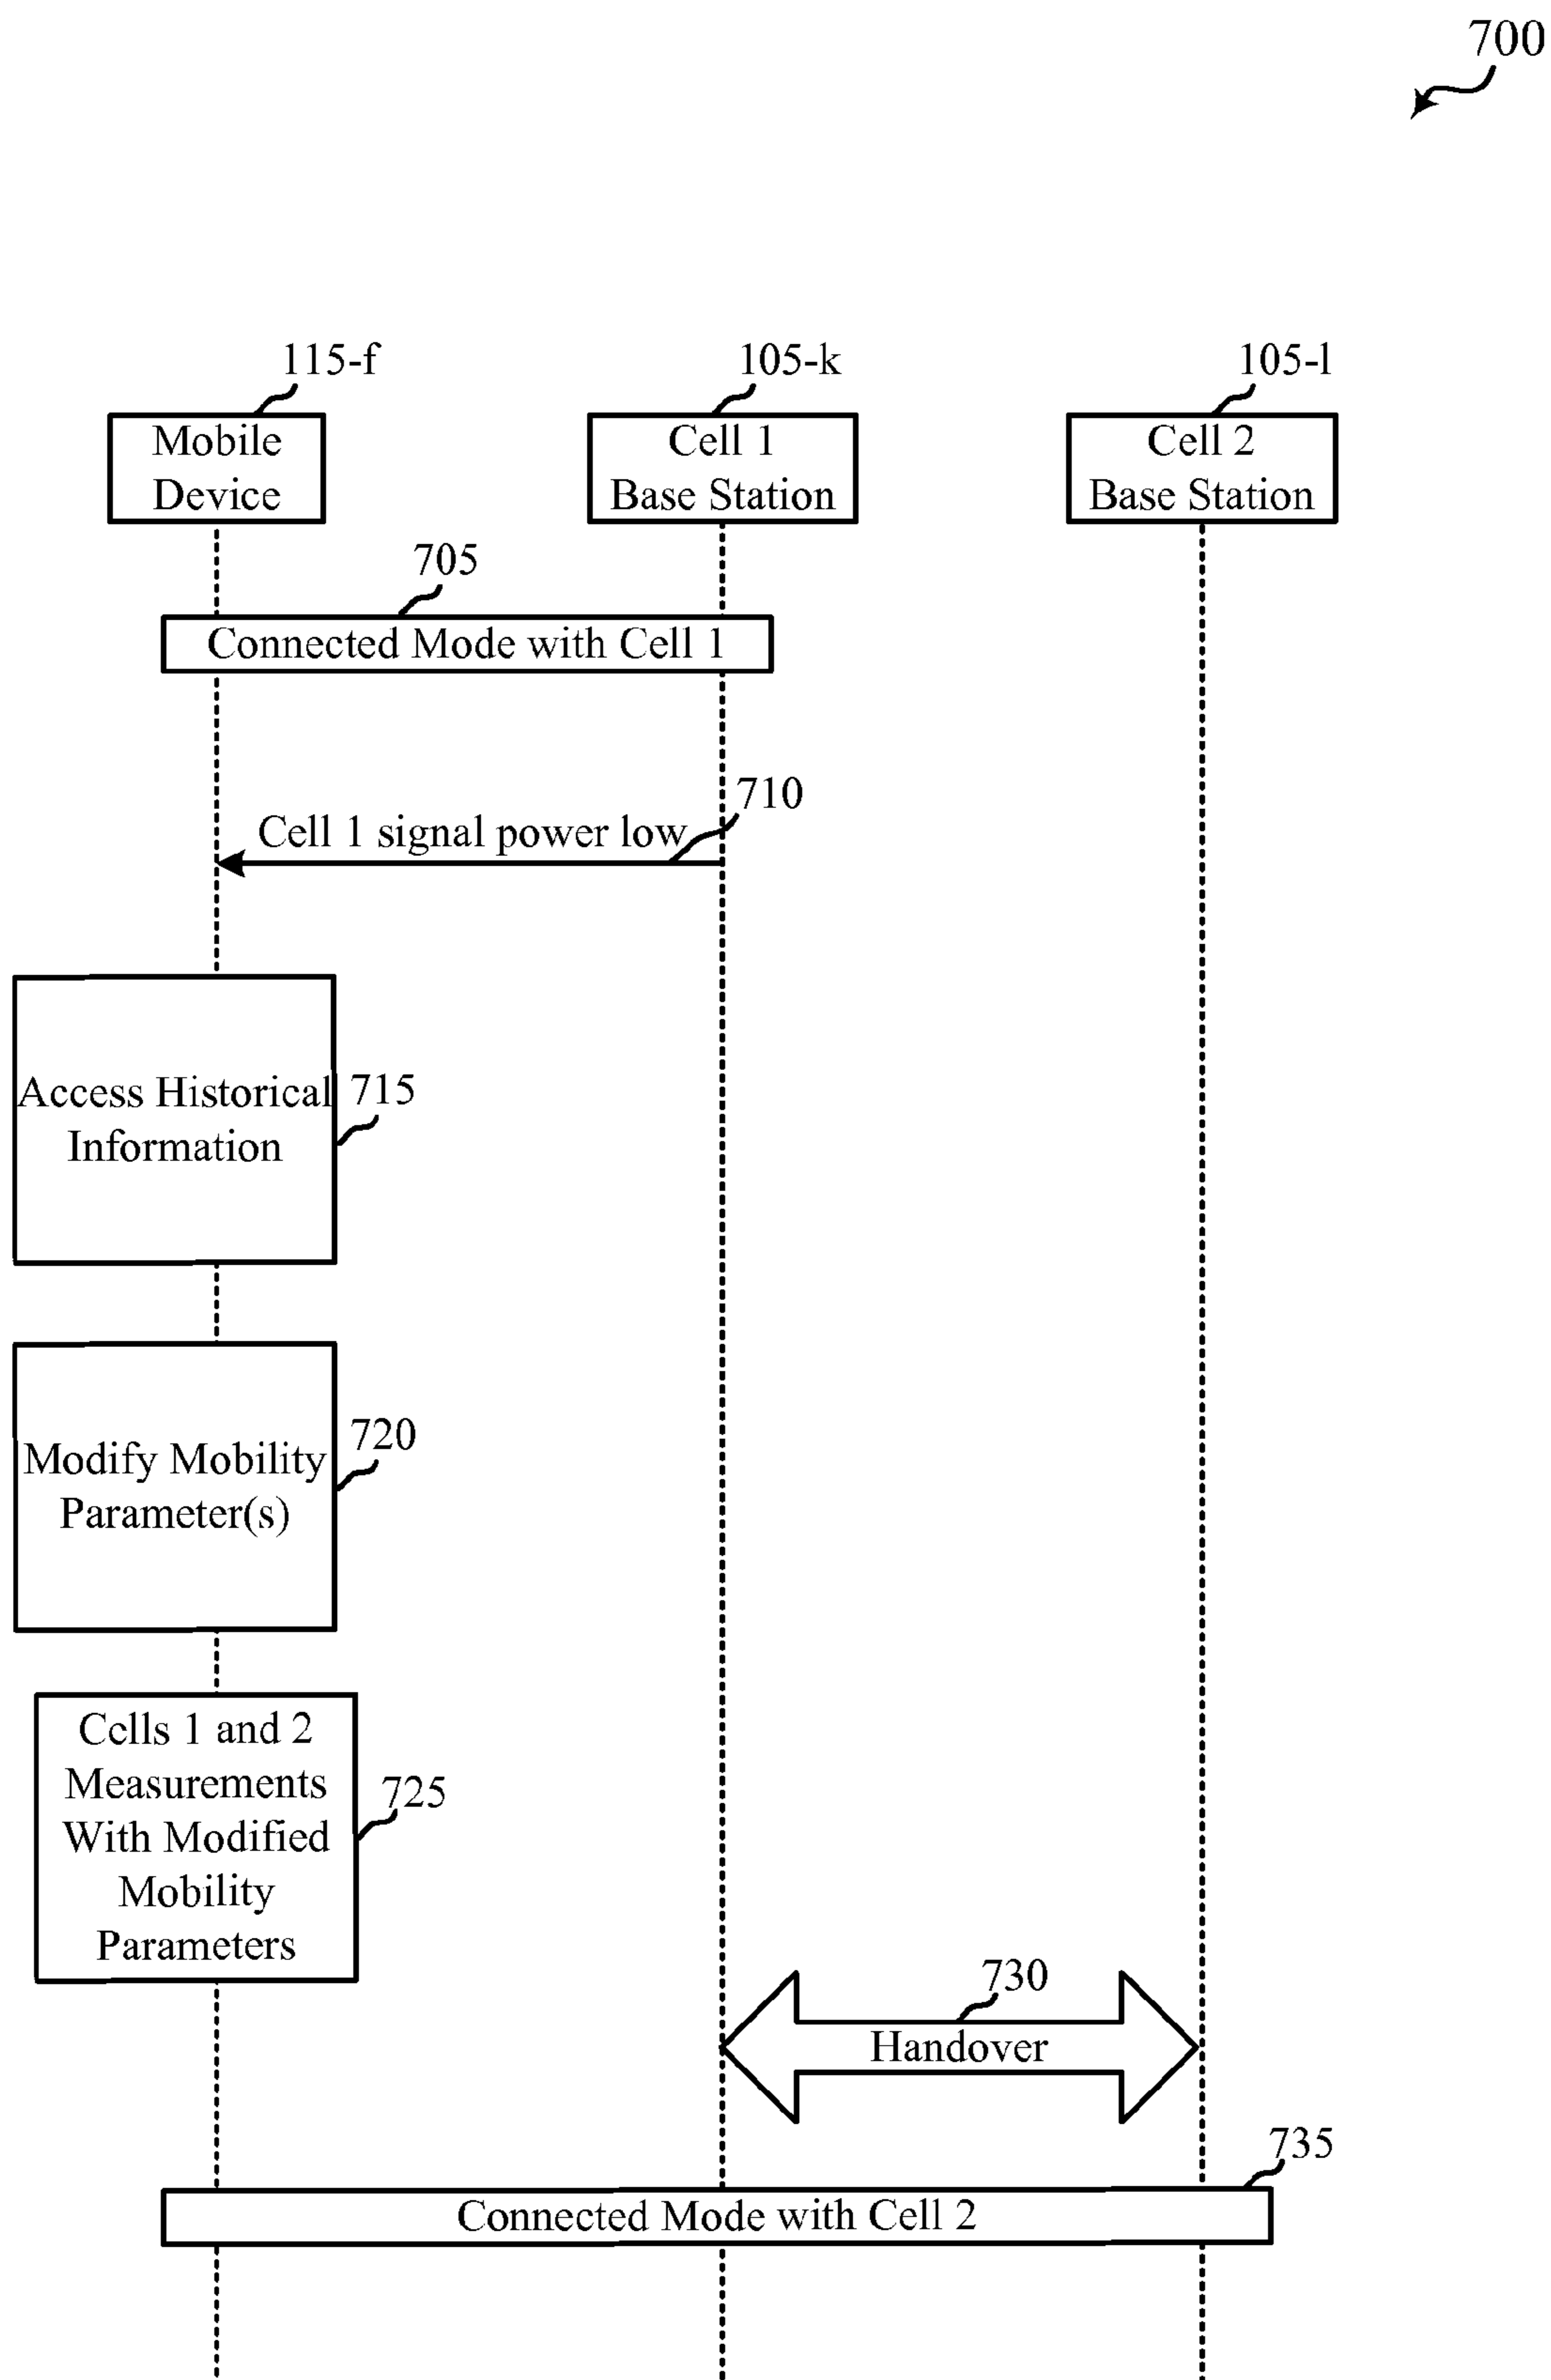 700
115-f
105-k
105-l
Mobile
Device
Cell 1
Base Station
Cell 2
Base Station
705
Connected Mode with Cell 1
710
Cell 1 signal power low
Access Historical
Information
715
Modify Mobility
Parameter(s)
720
Cells 1 and 2
Measurements
With Modified
Mobility
Parameters
725
730
Handover
735
Connected Mode with Cell 2